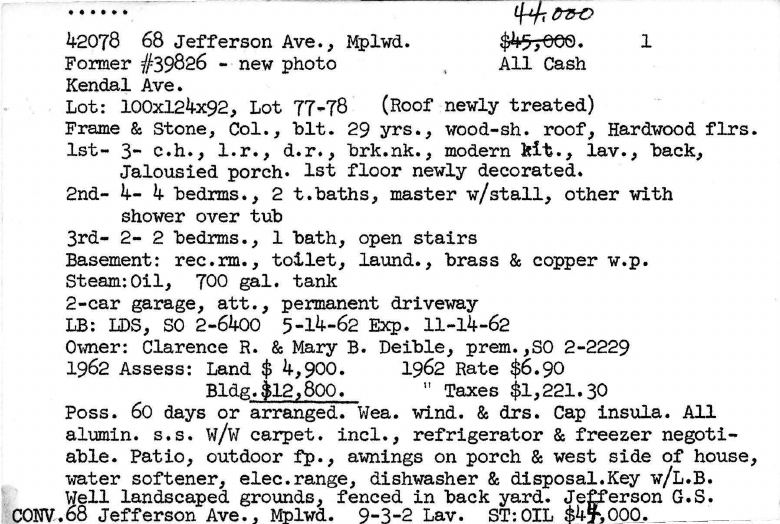 ......
44,000
42078 68 Jefferson Ave., Mplwd. $45,000. 1
Former #39826 - new photo All Cash
Kendal Ave.
Lot: 100x124x92, Lot 77-78 (Roof newly treated)
Frame & Stone, Col., blt. 29 yrs., wood-sh. roof, Hardwood flrs.
1st- 3- c.h., l.r., d.r., brk.nk., modern kit., lav., back,
Jalousied porch. 1st floor newly decorated.
2nd- 4- 4 bedrms., 2 t.baths, master w/stall, other with
shower over tub
3rd- 2- 2 bedrms., 1 bath, open stairs
Basement: rec.rm., toilet, laund., brass & copper w.p.
Steam:Oil, 700 gal. tank
2-car garage, att., permanent driveway
LB: LDS, SO 2-6400 5-14-62 Exp. 11-14-62
Owner: Clarence R. & Mary B. Deible, prem.,SO 2-2229
1962 Assess: Land $ 4,900. 1962 Rate $6.90
Bldg.$12,800. " Taxes $1,221.30
Poss. 60 days or arranged. Wea. wind. & drs. Cap insula. All
alumin. s.s. W/W carpet. incl., refrigerator & freezer negoti-
able. Patio, outdoor fp., awnings on porch & west side of house,
water softener, elec.range, dishwasher & disposal.Key w/L.B.
Well landscaped grounds, fenced in back yard. Jefferson G.S.
CONV.68 Jefferson Ave., Mplwd. 9-3-2 Lav. ST:OIL $44,000.